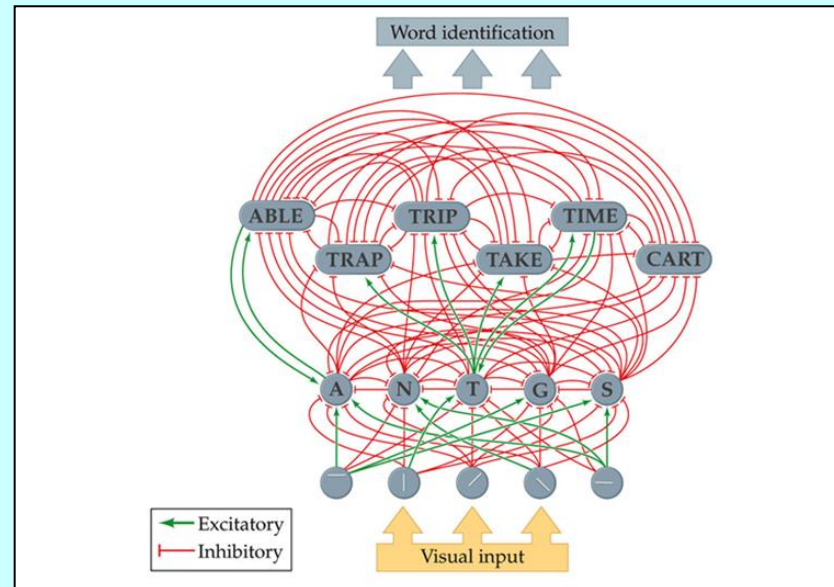 Word identification
ABLE
TRIP
TIME
TRAP
TAKE
CART
A
N
T
G
S
Excitatory
Inhibitory
Visual input